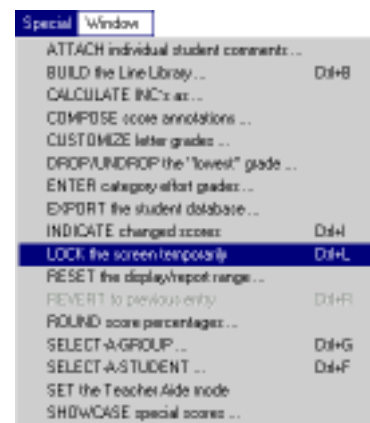 Special Window
ATTACH individual student comments...
BUILD the Line Library... Ctrl+B
CALCULATE INC's as...
COMPOSE score annotations ...
CUSTOMIZE letter grades ...
DROP/UNDROP the "lowest" grade ...
ENTER category effort grades...
EXPORT the student database...
INDICATE changed scores Ctrl+I
LOCK the screen temporarily Ctrl+L
RESET the display/report range...
REVERT to previous entry Ctrl+R
ROUND score percentages...
SELECT-A-GROUP... Ctrl+G
SELECT-A-STUDENT ... Ctrl+F
SET the Teacher Aide mode
SHOWCASE special scores ...